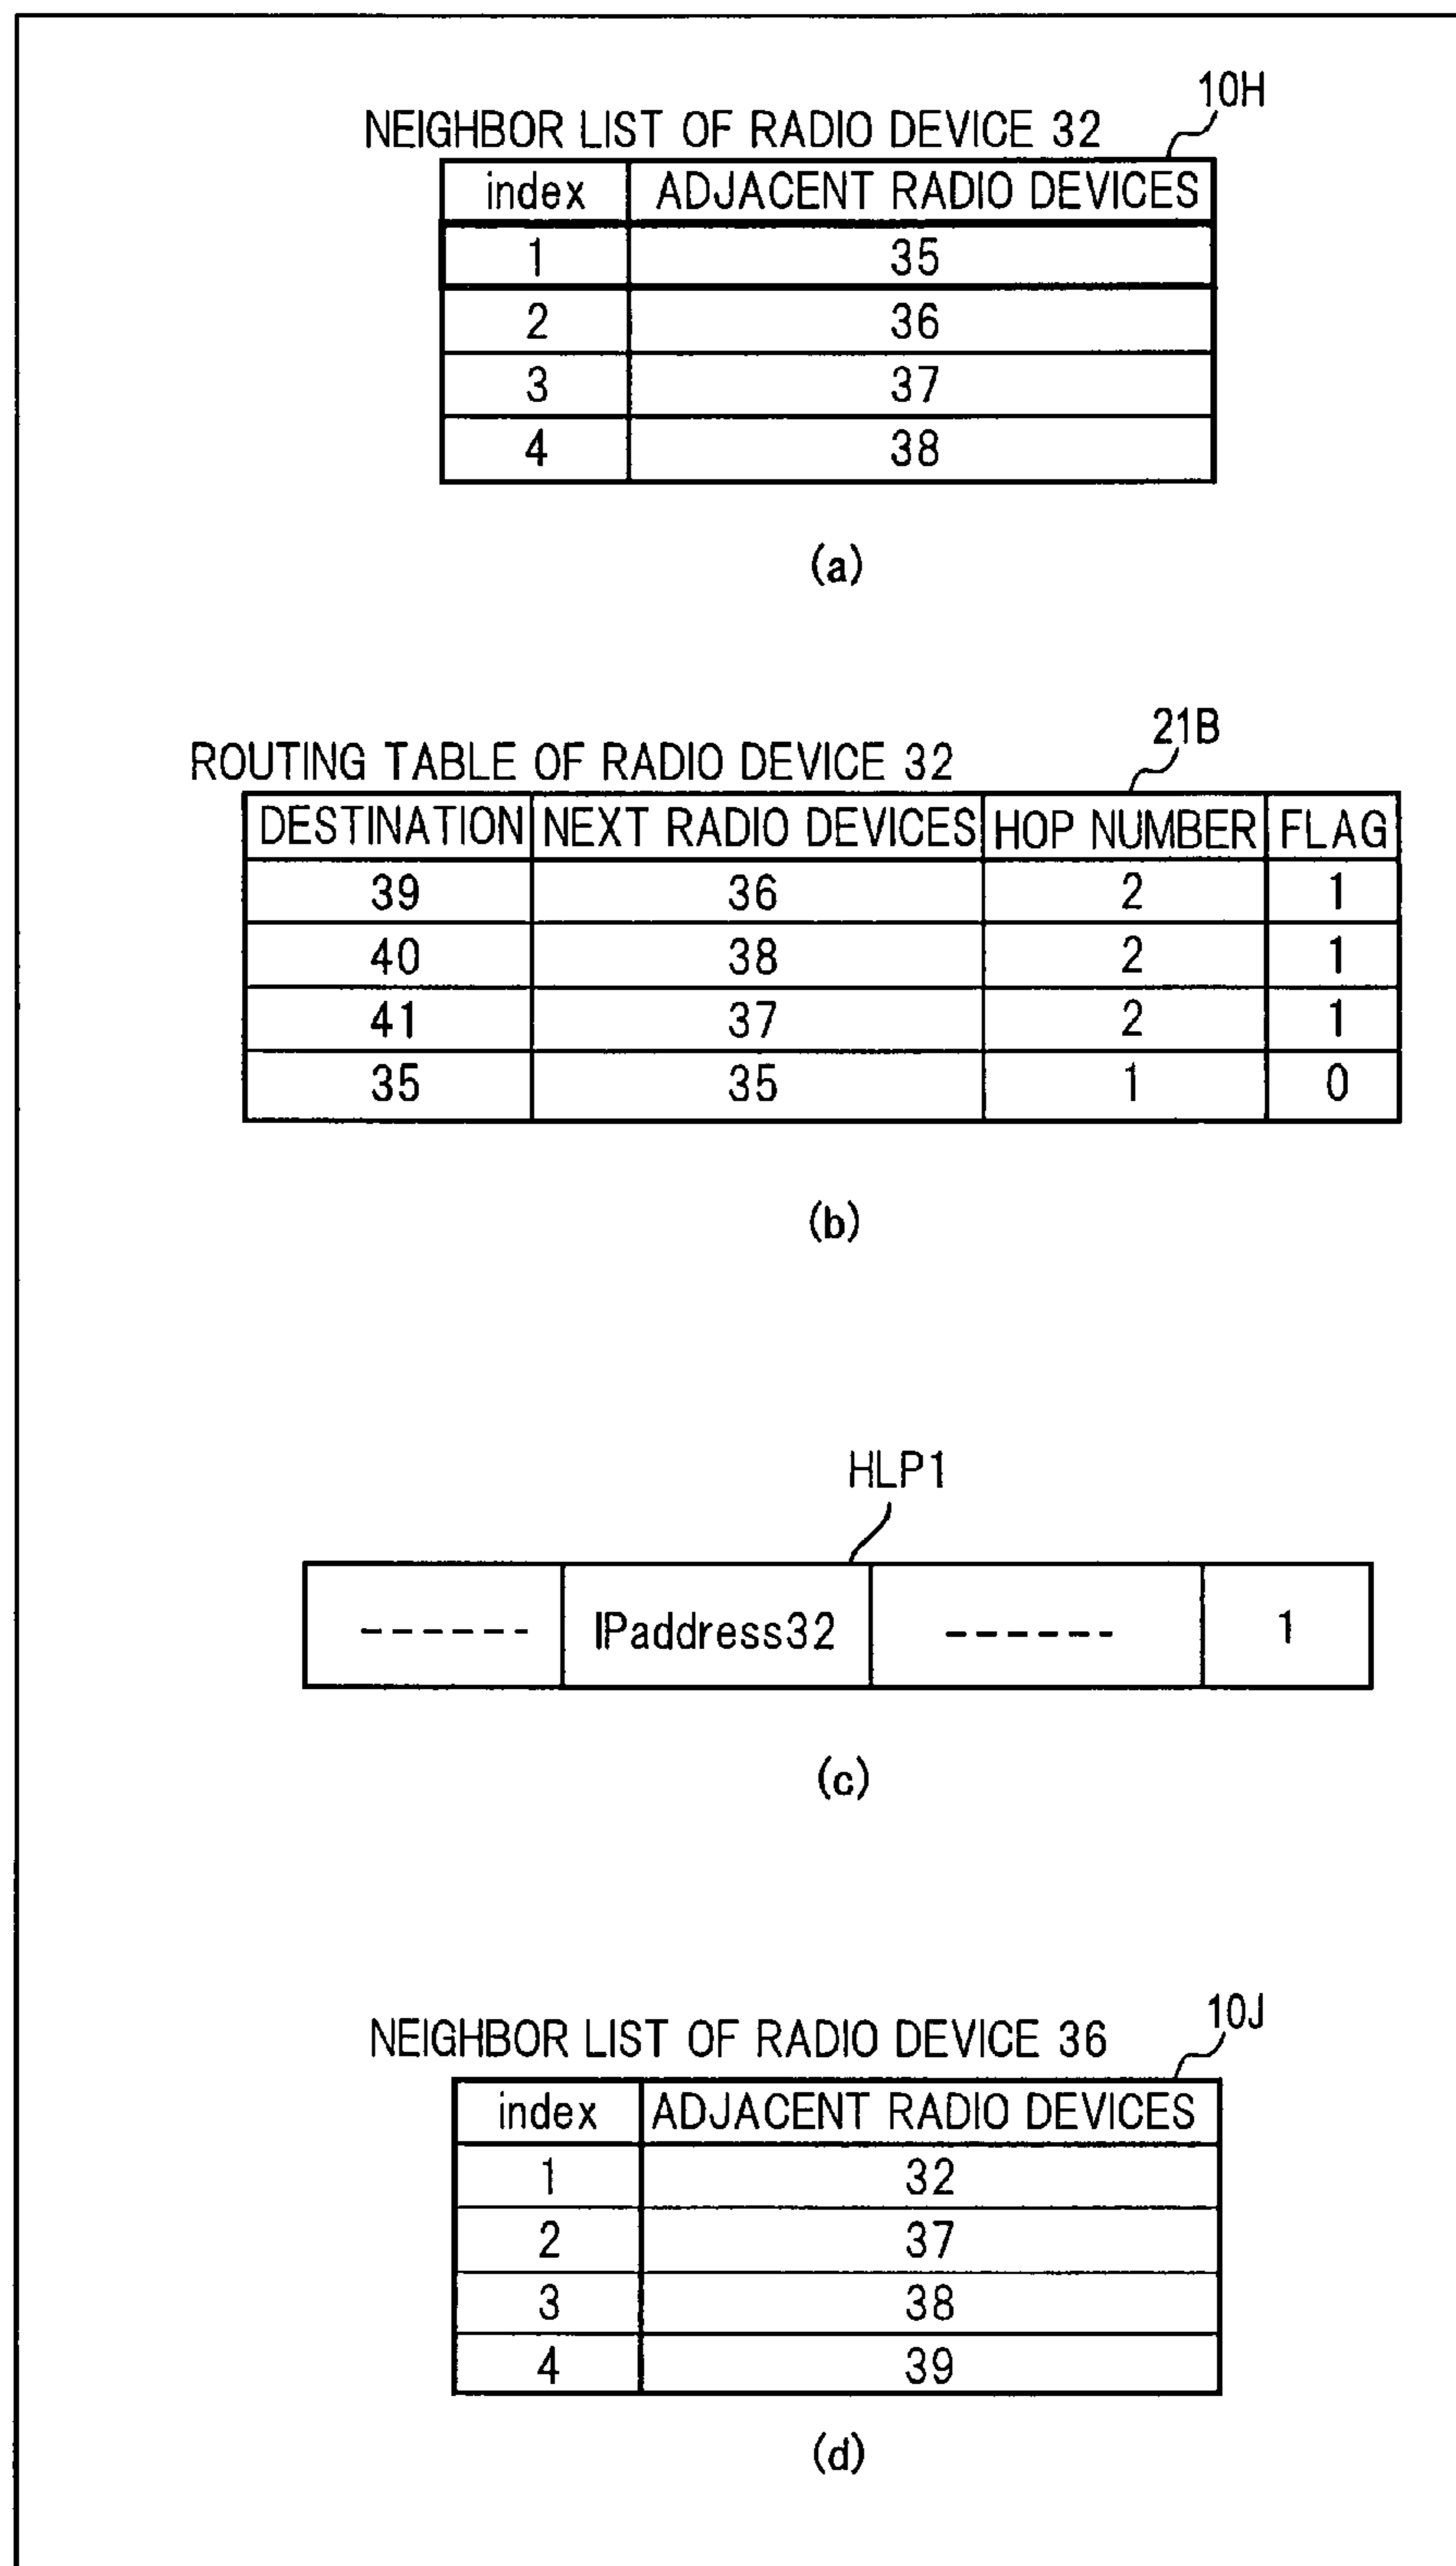 10H
NEIGHBOR LIST OF RADIO DEVICE 32
index ADJACENT RADIO DEVICES
1 35
2 36
3 37
4 38
(a)
21B
ROUTING TABLE OF RADIO DEVICE 32
DESTINATION NEXT RADIO DEVICES HOP NUMBER FLAG
39 36 2 1
40 38 2 1
41 37 2 1
35 35 1 0
(b)
HLP1
------ IPaddress32 ------ 1
(c)
10J
NEIGHBOR LIST OF RADIO DEVICE 36
index ADJACENT RADIO DEVICES
1 32
2 37
3 38
4 39
(d)